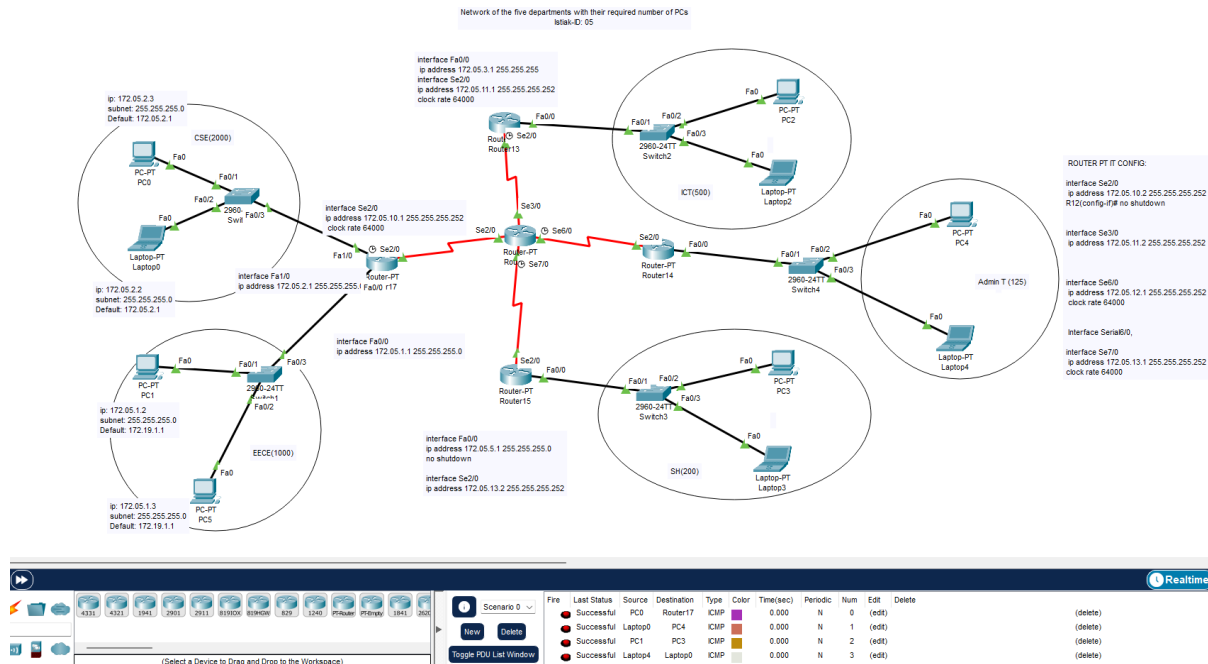 Network of the five departments with their required number of PCs
Istiak-ID: 05
interface Fa0/0
ip address 172.05.3.1 255.255.255
interface Se2/0
ip address 172.05.11.1 255.255.255.252
clock rate 64000
ip: 172.05.2.3
subnet: 255.255.255.0
Default: 172.05.2.1
CSE(2000)
Fa0
PC-PT
PC0
Fa0/1
Fa0/2
Fa0
2960-
Fa0/3
Laptop-PT
Laptop0
ip: 172.05.2.2
subnet: 255.255.255.0
Default: 172.05.2.1
interface Se2/0
ip address 172.05.10.1 255.255.255.252
clock rate 64000
Fa1/0
Se2/0
Router-PT
Fa0/0
r17
interface Fa1/0
ip address 172.05.2.1 255.255.255.
interface Fa0/0
ip address 172.05.1.1 255.255.255.0
Fa0
PC-PT
PC1
Fa0/1
Fa0/3
2960-24TT
Switch1
Fa0/2
ip: 172.05.1.2
subnet: 255.255.255.0
Default: 172.19.1.1
EECE(1000)
Fa0
PC-PT
PC5
ip: 172.05.1.3
subnet: 255.255.255.0
Default: 172.19.1.1
Fa0/0
Se2/0
Router13
Se3/0
Se2/0
Se6/0
Router-PT
Se7/0
Fa0/1
Fa0/2
Fa0/3
2960-24TT
Switch2
Fa0
PC-PT
PC2
Fa0
Laptop-PT
Laptop2
ICT(500)
Se2/0
Fa0/0
Router-PT
Router14
Fa0/1
Fa0/2
Fa0/3
2960-24TT
Switch4
Fa0
PC-PT
PC4
Admin T (125)
Fa0
Laptop-PT
Laptop4
Se2/0
Fa0/0
Router-PT
Router15
interface Fa0/0
ip address 172.05.5.1 255.255.255.0
no shutdown
interface Se2/0
ip address 172.05.13.2 255.255.255.252
Fa0/1
Fa0/2
Fa0/3
2960-24TT
Switch3
Fa0
PC-PT
PC3
Fa0
Laptop-PT
Laptop3
SH(200)
ROUTER PT IT CONFIG:
interface Se2/0
ip address 172.05.10.2 255.255.255.252
R12(config-if)# no shutdown
interface Se3/0
ip address 172.05.11.2 255.255.255.252
interface Se6/0
ip address 172.05.12.1 255.255.255.252
clock rate 64000
Interface Serial6/0,
interface Se7/0
ip address 172.05.13.1 255.255.255.252
clock rate 64000
Realtime
4331 4321 1941 2901 2911 819IOX 819HGW 829 1240 PT-Router PT-Empty 1841
(Select a Device to Drag and Drop to the Workspace)
Scenario 0
New Delete
Toggle PDU List Window
Fire Last Status Source Destination Type Color Time(sec) Periodic Num Edit Delete
Successful PC0 Router17 ICMP 0.000 N 0 (edit) (delete)
Successful Laptop0 PC4 ICMP 0.000 N 1 (edit) (delete)
Successful PC1 PC3 ICMP 0.000 N 2 (edit) (delete)
Successful Laptop4 Laptop0 ICMP 0.000 N 3 (edit) (delete)